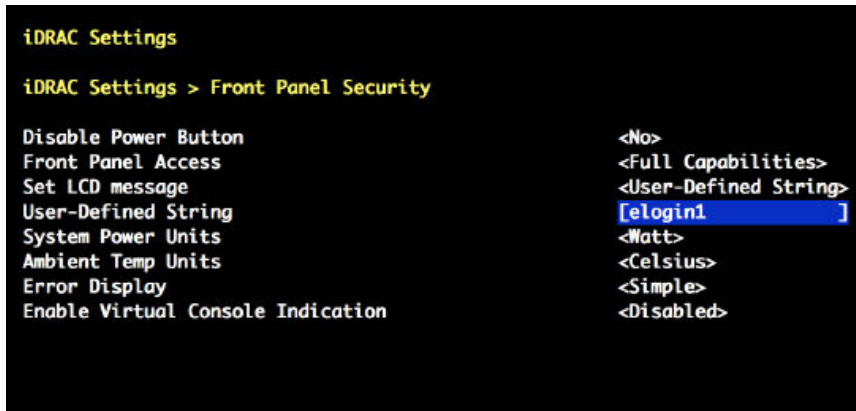 iDRAC Settings
iDRAC Settings > Front Panel Security
Disable Power Button <No>
Front Panel Access <Full Capabilities>
Set LCD message <User-Defined String>
User-Defined String [elogin1 ]
System Power Units <Watt>
Ambient Temp Units <Celsius>
Error Display <Simple>
Enable Virtual Console Indication <Disabled>